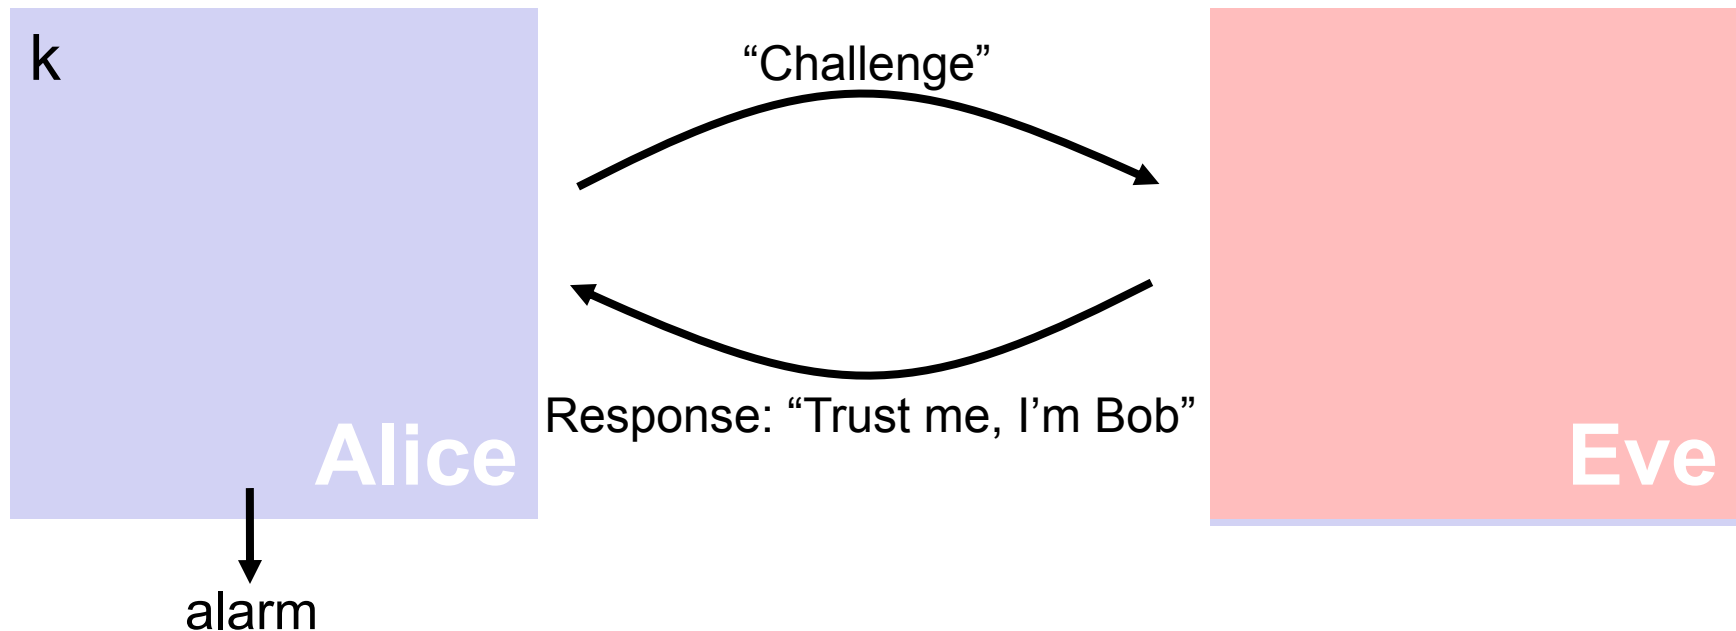 k
“Challenge”
Response: “Trust me, I’m Bob”
Alice
Eve
alarm